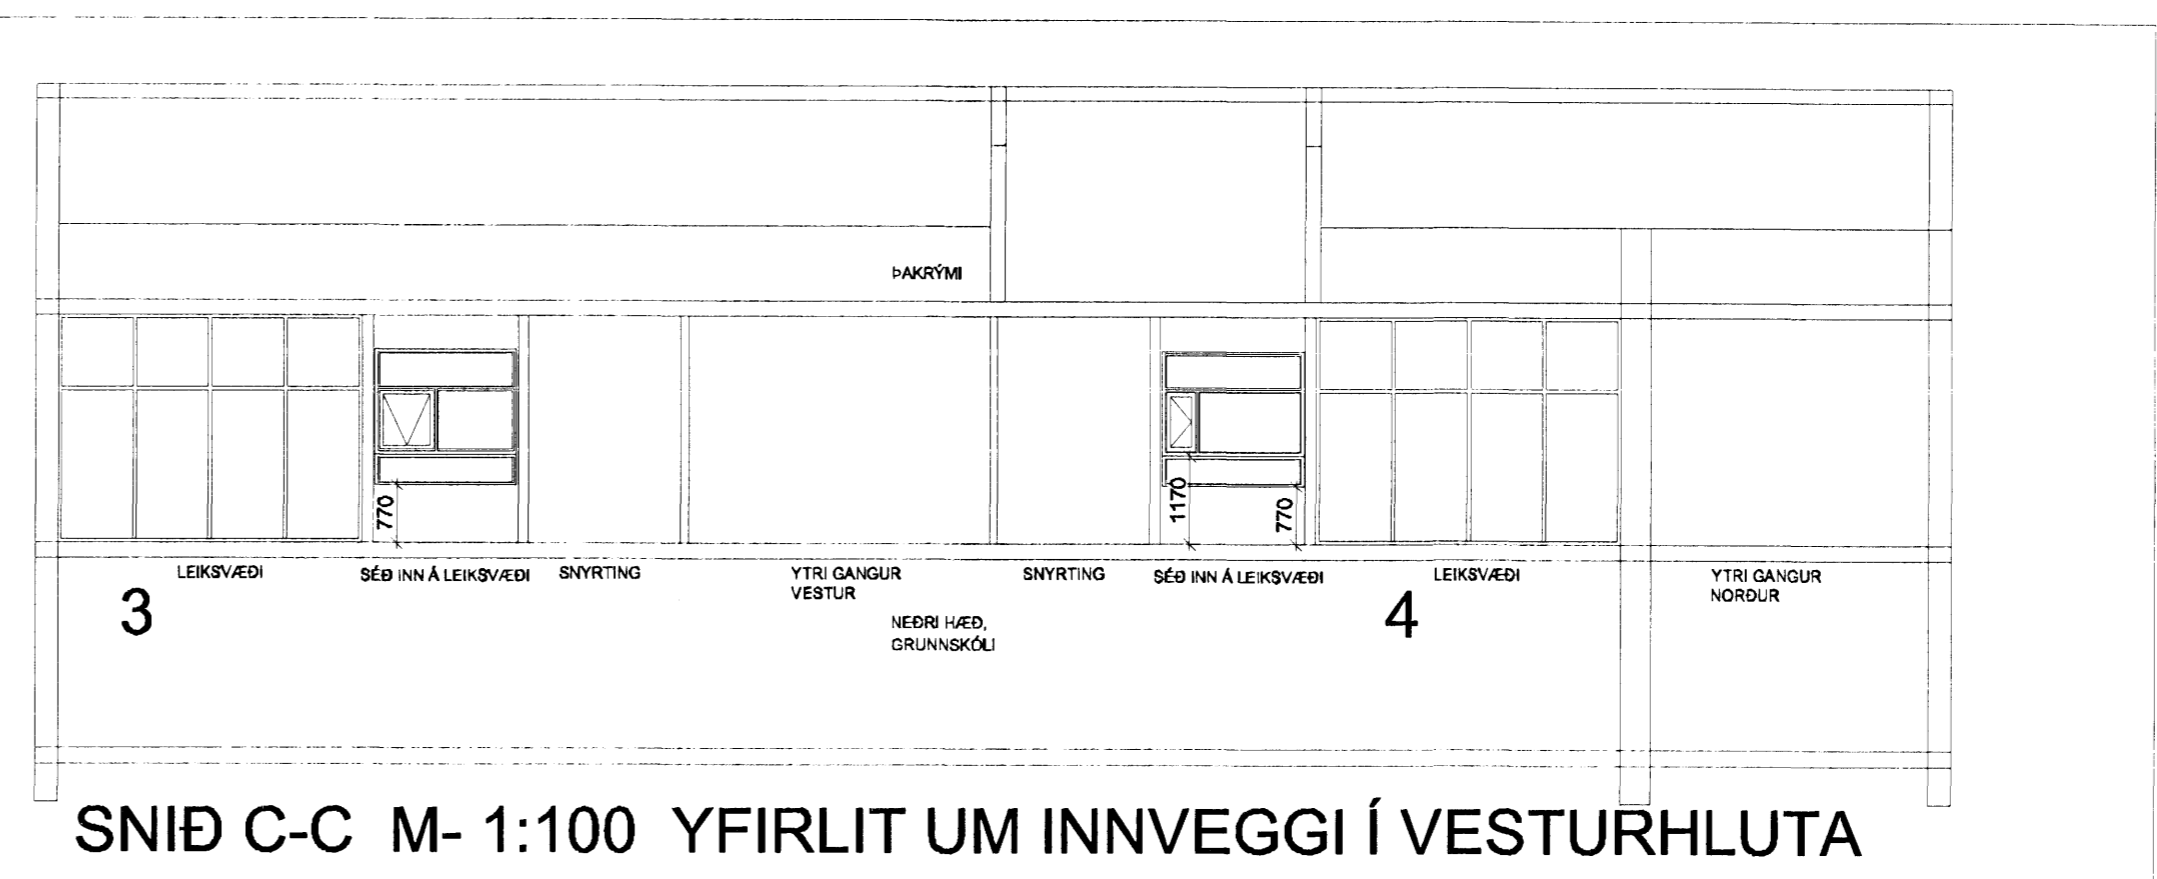 ÞAKRÝMI
770
1170
770
LEIKSVÆÐI
SÉÐ INN Á LEIKSVÆÐI
SNYRTING
YTRI GANGUR
VESTUR
SNYRTING
SÉÐ INN Á LEIKSVÆÐI
LEIKSVÆÐI
YTRI GANGUR
NORÐUR
3
4
NEÐRI HÆÐ,
GRUNNSKÓLI
SNIÐ C-C M- 1:100 YFIRLIT UM INNVEGGI Í VESTURHLUTA